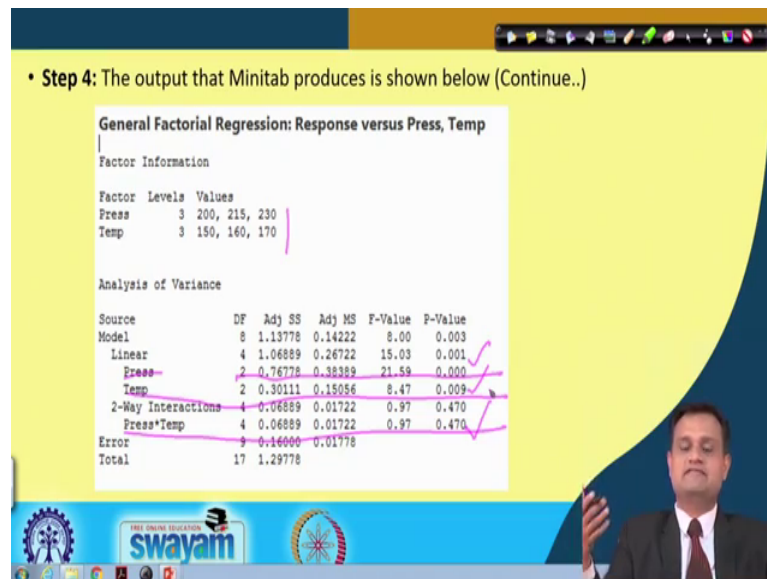 • Step 4: The output that Minitab produces is shown below (Continue..)
General Factorial Regression: Response versus Press, Temp
Factor Information
Factor Levels Values
Press 3 200, 215, 230
Temp 3 150, 160, 170
Analysis of Variance
Source DF Adj SS Adj MS F-Value P-Value
Model 8 1.13778 0.14222 8.00 0.003
Linear 4 1.06889 0.26722 15.03 0.001
Press 2 0.76778 0.38389 21.59 0.000
Temp 2 0.30111 0.15056 8.47 0.009
2-Way Interactions 4 0.06889 0.01722 0.97 0.470
Press*Temp 4 0.06889 0.01722 0.97 0.470
Error 9 0.16000 0.01778
Total 17 1.29778
FREE ONLINE EDUCATION
swayam